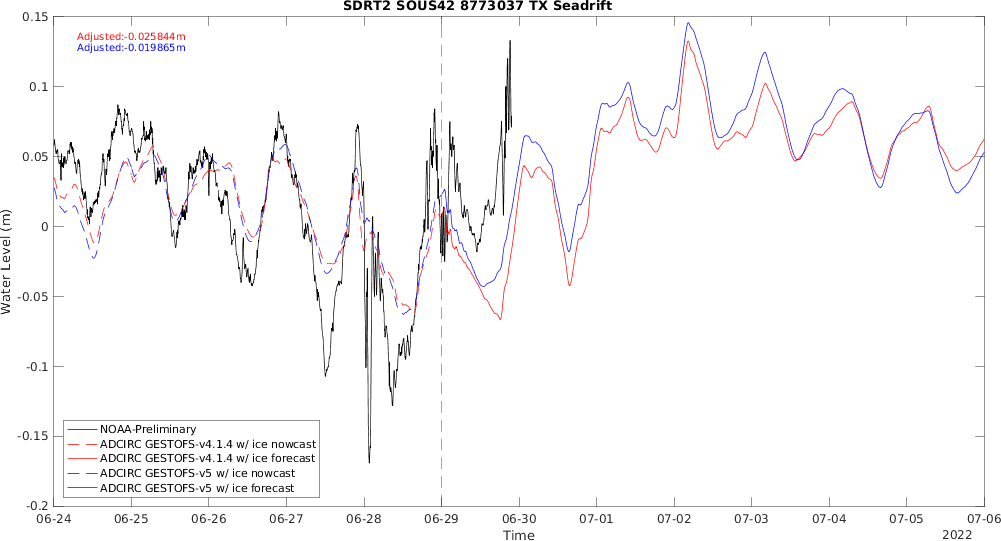 SDRT2 SOUS42 8773037 TX Seadrift
Adjusted:-0.025844m
Adjusted:-0.019865m
Water Level (m)
0.15
0.1
0.05
0
-0.05
-0.1
-0.15
-0.2
NOAA-Preliminary
ADCIRC GESTOFS-v4.1.4 w/ ice nowcast
ADCIRC GESTOFS-v4.1.4 w/ ice forecast
ADCIRC GESTOFS-v5 w/ ice nowcast
ADCIRC GESTOFS-v5 w/ ice forecast
06-24 06-25 06-26 06-27 06-28 06-29 06-30 07-01 07-02 07-03 07-04 07-05 07-06
Time
2022